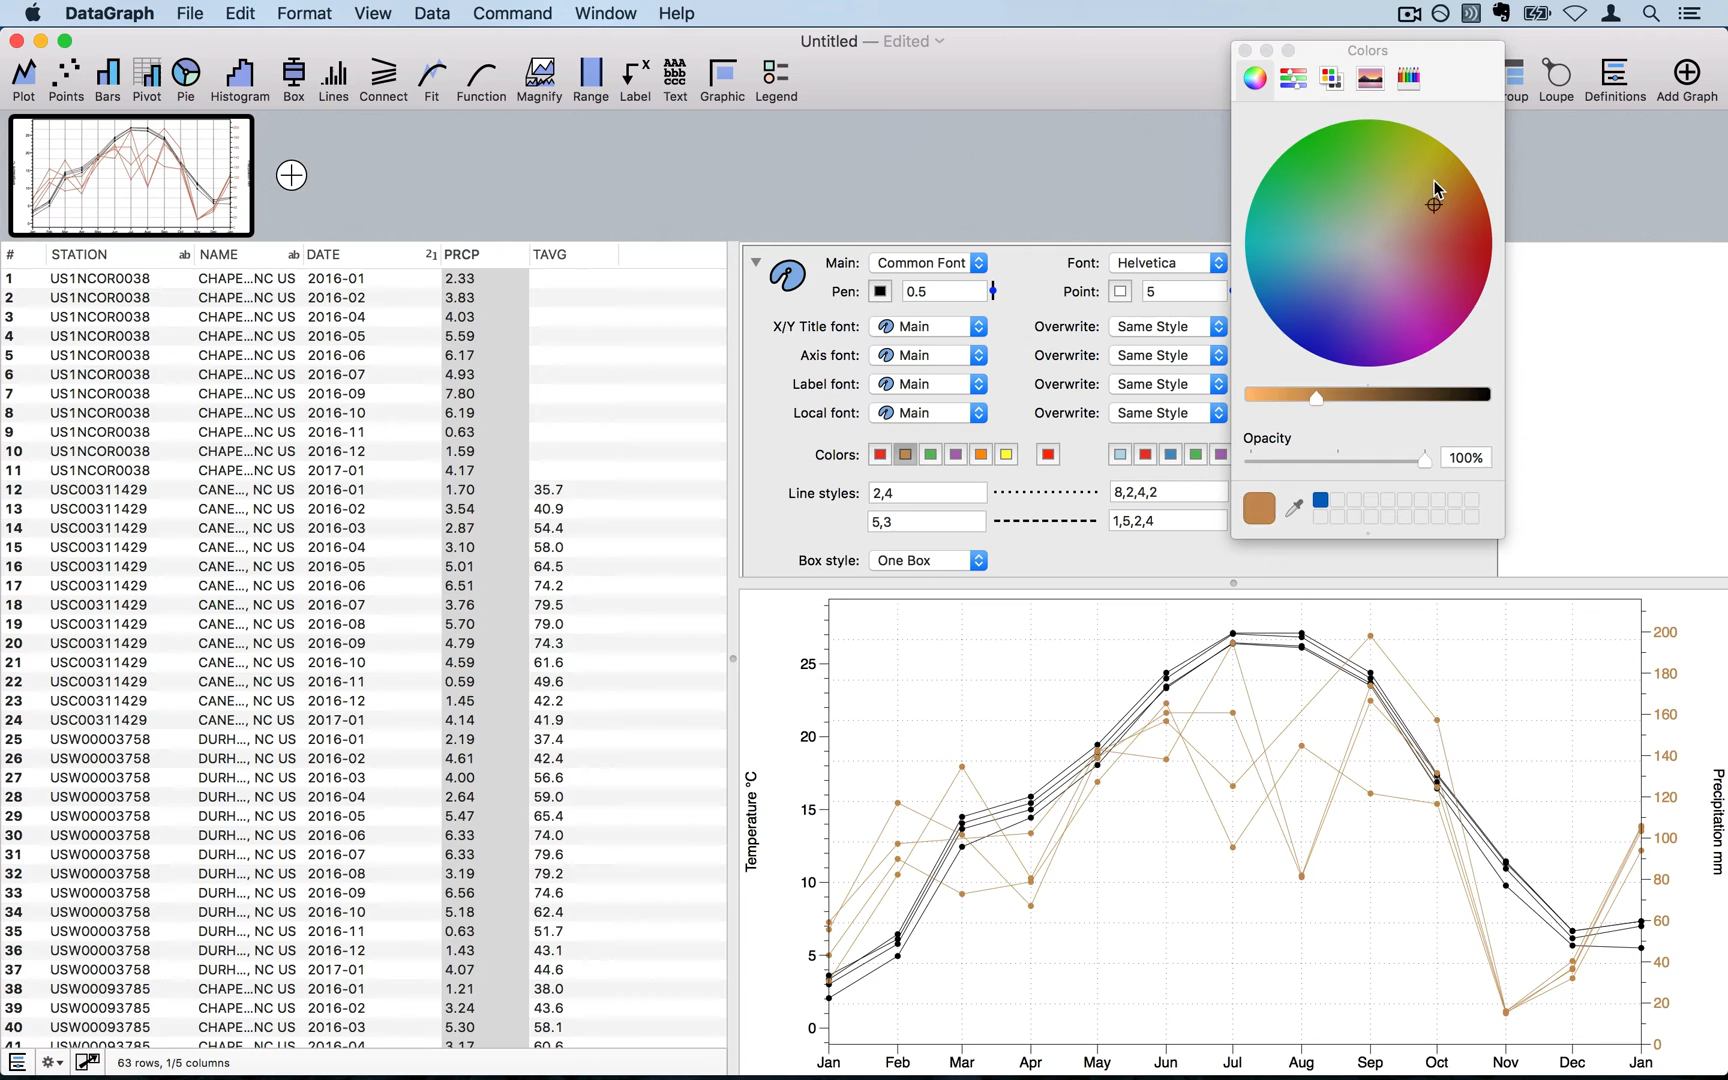 DataGraph File Edit Format View Data Command Window Help
Untitled — Edited
Colors
Plot Points Bars Pivot Pie Histogram Box Lines Connect Fit Function Magnify Range Label Text Graphic Legend
oup Loupe Definitions Add Graph
# STATION ab NAME ab DATE PRCP TAVG
1 US1NCOR0038 CHAPE...NC US 2016-01 2.33
2 US1NCOR0038 CHAPE...NC US 2016-02 3.83
3 US1NCOR0038 CHAPE...NC US 2016-04 4.03
4 US1NCOR0038 CHAPE...NC US 2016-05 5.59
5 US1NCOR0038 CHAPE...NC US 2016-06 6.17
6 US1NCOR0038 CHAPE...NC US 2016-07 4.93
7 US1NCOR0038 CHAPE...NC US 2016-09 7.80
8 US1NCOR0038 CHAPE...NC US 2016-10 6.19
9 US1NCOR0038 CHAPE...NC US 2016-11 0.63
10 US1NCOR0038 CHAPE...NC US 2016-12 1.59
11 US1NCOR0038 CHAPE...NC US 2017-01 4.17
12 USC00311429 CANE..., NC US 2016-01 1.70 35.7
13 USC00311429 CANE..., NC US 2016-02 3.54 40.9
14 USC00311429 CANE..., NC US 2016-03 2.87 54.4
15 USC00311429 CANE..., NC US 2016-04 3.10 58.0
16 USC00311429 CANE..., NC US 2016-05 5.01 64.5
17 USC00311429 CANE..., NC US 2016-06 6.51 74.2
18 USC00311429 CANE..., NC US 2016-07 3.76 79.5
19 USC00311429 CANE..., NC US 2016-08 5.70 79.0
20 USC00311429 CANE..., NC US 2016-09 4.79 74.3
21 USC00311429 CANE..., NC US 2016-10 4.59 61.6
22 USC00311429 CANE..., NC US 2016-11 0.59 49.6
23 USC00311429 CANE..., NC US 2016-12 1.45 42.2
24 USC00311429 CANE..., NC US 2017-01 4.14 41.9
25 USW00003758 DURH..., NC US 2016-01 2.19 37.4
26 USW00003758 DURH..., NC US 2016-02 4.61 42.4
27 USW00003758 DURH..., NC US 2016-03 4.00 56.6
28 USW00003758 DURH..., NC US 2016-04 2.64 59.0
29 USW00003758 DURH..., NC US 2016-05 5.47 65.4
30 USW00003758 DURH..., NC US 2016-06 6.33 74.0
31 USW00003758 DURH..., NC US 2016-07 6.33 79.6
32 USW00003758 DURH..., NC US 2016-08 3.19 79.2
33 USW00003758 DURH..., NC US 2016-09 6.56 74.6
34 USW00003758 DURH..., NC US 2016-10 5.18 62.4
35 USW00003758 DURH..., NC US 2016-11 0.63 51.7
36 USW00003758 DURH..., NC US 2016-12 1.43 43.1
37 USW00003758 DURH..., NC US 2017-01 4.07 44.6
38 USW00093785 CHAPE...NC US 2016-01 1.21 38.0
39 USW00093785 CHAPE...NC US 2016-02 3.24 43.6
40 USW00093785 CHAPE...NC US 2016-03 5.30 58.1
41 USW00093785 CHAPE...NC US 2016-04 3.17 60.6
63 rows, 1/5 columns
Main: Common Font Font: Helvetica
Pen: 0.5 Point: 5
X/Y Title font: Main Overwrite: Same Style
Axis font: Main Overwrite: Same Style
Label font: Main Overwrite: Same Style
Local font: Main Overwrite: Same Style
Colors:
Line styles: 2,4 8,2,4,2
5,3 1,5,2,4
Box style: One Box
Opacity
100%
Temperature °C
25
20
15
10
5
0
Jan Feb Mar Apr May Jun Jul Aug Sep Oct Nov Dec Jan
200
180
160
140
120
100
80
60
40
20
0
Precipitation mm